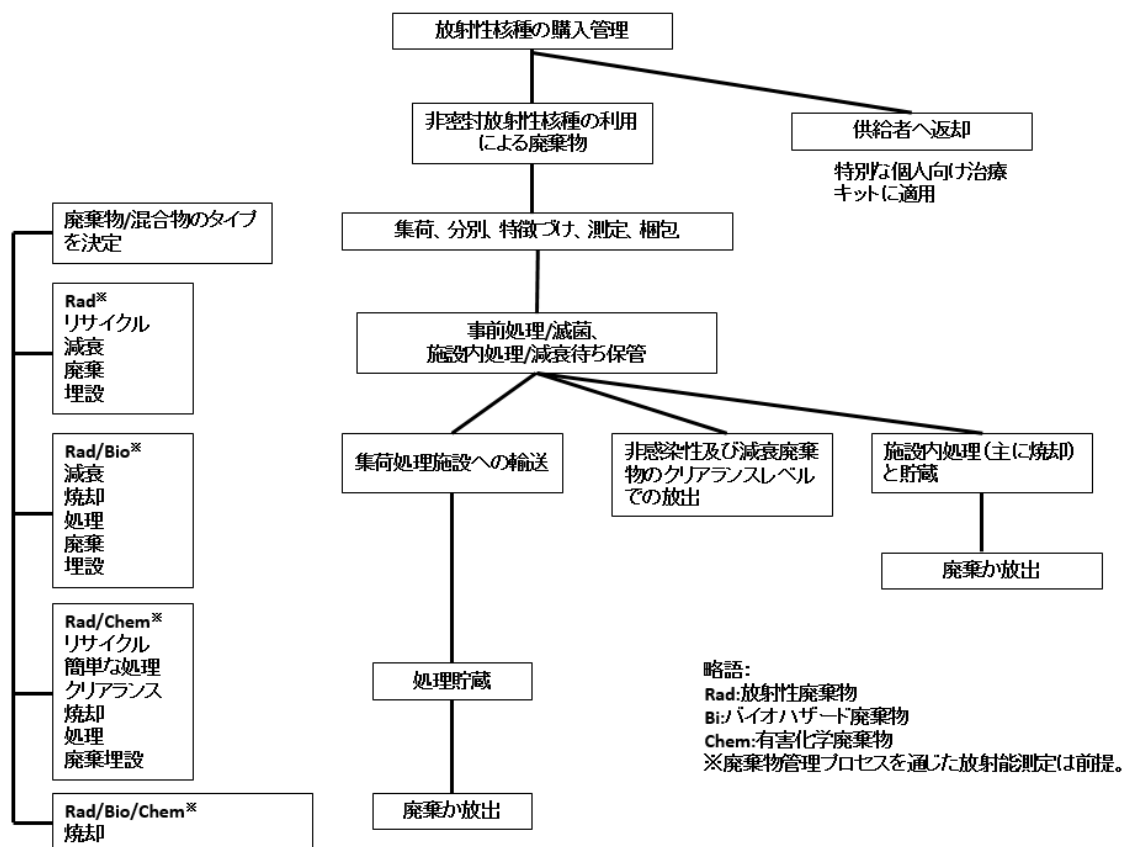 放射性核種の購入管理
非密封放射性核種の利用
による廃棄物
供給者へ返却
特別な個人向け治療
キットに適用
集荷、分別、特徴づけ、測定、梱包
事前処理/滅菌、
施設内処理/減衰待ち保管
集荷処理施設への輸送
非感染性及び減衰廃棄
物のクリアランスレベル
での放出
施設内処理(主に焼却)
と貯蔵
廃棄か放出
処理貯蔵
廃棄か放出
廃棄物/混合物のタイプ
を決定
Rad※
リサイクル
減衰
廃棄
埋設
Rad/Bio※
減衰
焼却
処理
廃棄
埋設
Rad/Chem※
リサイクル
簡単な処理
クリアランス
焼却
処理
廃棄埋設
Rad/Bio/Chem※
焼却
略語:
Rad:放射性廃棄物
Bi:バイオハザード廃棄物
Chem:有害化学廃棄物
※廃棄物管理プロセスを通じた放射能測定は前提。